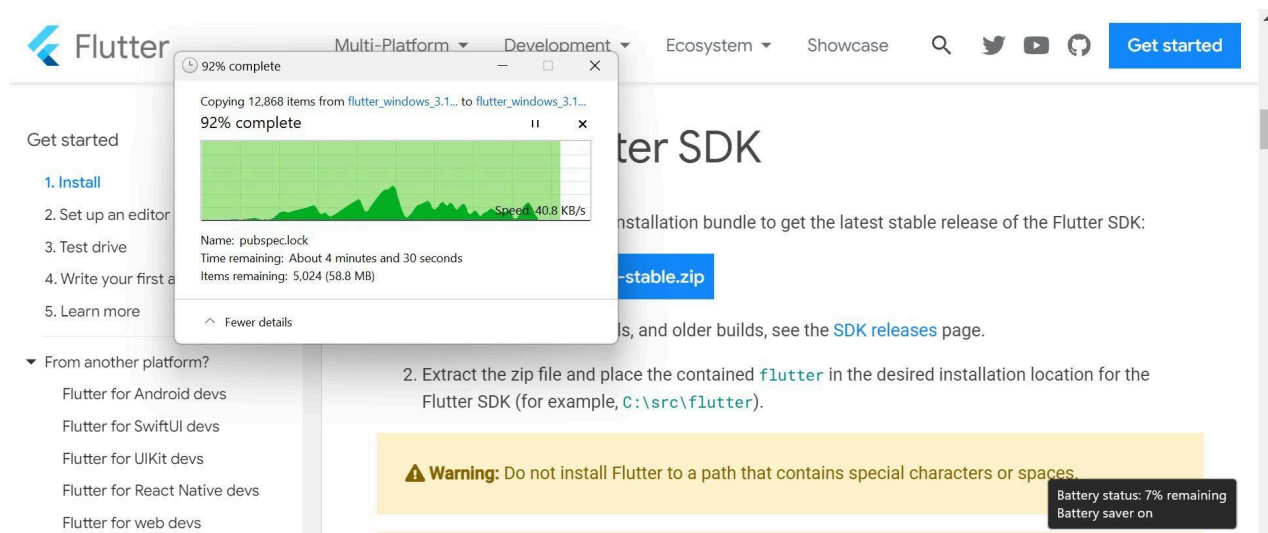 Flutter
Multi-Platform
Development
Ecosystem
Showcase
Get started
92% complete
Copying 12,868 items from flutter_windows_3.1... to flutter_windows_3.1...
92% complete
Speed: 40.8 KB/s
Name: pubspec.lock
Time remaining: About 4 minutes and 30 seconds
Items remaining: 5,024 (58.8 MB)
Fewer details
Get started
1. Install
2. Set up an editor
3. Test drive
4. Write your first a
5. Learn more
From another platform?
Flutter for Android devs
Flutter for SwiftUI devs
Flutter for UIKit devs
Flutter for React Native devs
Flutter for web devs
ter SDK
nstallation bundle to get the latest stable release of the Flutter SDK:
-stable.zip
ls, and older builds, see the SDK releases page.
2. Extract the zip file and place the contained flutter in the desired installation location for the
Flutter SDK (for example, C:\src\flutter).
Warning: Do not install Flutter to a path that contains special characters or spaces.
Battery status: 7% remaining
Battery saver on